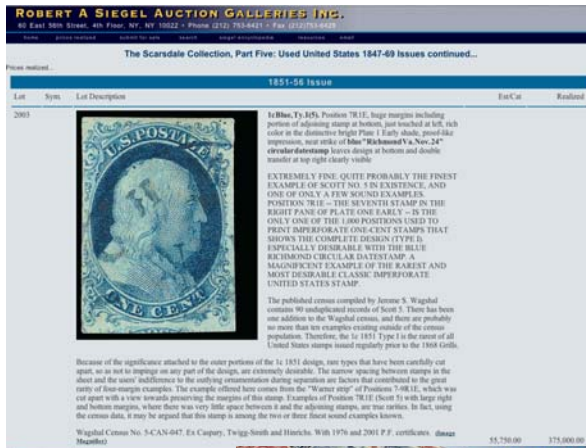 ROBERT A SIEGEL AUCTION GALLERIES INC.
60 East 56th Street, 4th Floor, NY, NY 10022 • Phone (212) 753-6421 • Fax (212)753-6429
home prices realized submit for sale search siegel encyclopedia resources email
The Scarsdale Collection, Part Five: Used United States 1847-69 Issues continued...
Prices realized...
1851-56 Issue
Lot Sym. Lot Description Est/Cat Realized
2003
U.S. POSTAGE
ONE CENT
1c Blue, Ty. I (5). Position 7R1E, huge margins including
portion of adjoining stamp at bottom, just touched at left, rich
color in the distinctive bright Plate 1 Early shade, proof-like
impression, neat strike of blue "Richmond Va. Nov. 24"
circular datestamp leaves design at bottom and double
transfer at top right clearly visible
EXTREMELY FINE. QUITE PROBABLY THE FINEST
EXAMPLE OF SCOTT NO. 5 IN EXISTENCE, AND
ONE OF ONLY A FEW SOUND EXAMPLES.
POSITION 7R1E -- THE SEVENTH STAMP IN THE
RIGHT PANE OF PLATE ONE EARLY -- IS THE
ONLY ONE OF THE 1,000 POSITIONS USED TO
PRINT IMPERFORATE ONE-CENT STAMPS THAT
SHOWS THE COMPLETE DESIGN (TYPE I).
ESPECIALLY DESIRABLE WITH THE BLUE
RICHMOND CIRCULAR DATESTAMP. A
MAGNIFICENT EXAMPLE OF THE RAREST AND
MOST DESIRABLE CLASSIC IMPERFORATE
UNITED STATES STAMP.
The published census compiled by Jerome S. Wagshal
contains 90 unduplicated records of Scott 5. There has been
one addition to the Wagshal census, and there are probably
no more than ten examples existing outside of the census
population. Therefore, the 1c 1851 Type I is the rarest of all
United States stamps issued regularly prior to the 1868 Grills.
Because of the significance attached to the outer portions of the 1c 1851 design, rare types that have been carefully cut
apart, so as not to impinge on any part of the design, are extremely desirable. The narrow spacing between stamps in the
sheet and the users' indifference to the outlying ornamentation during separation are factors that contributed to the great
rarity of four-margin examples. The example offered here comes from the "Warner strip" of Positions 7-9R1E, which was
cut apart with a view towards preserving the margins of this stamp. Examples of Position 7R1E (Scott 5) with large right
and bottom margins, where there was very little space between it and the adjoining stamps, are true rarities. In fact, using
the census data, it may be argued that this stamp is among the two or three finest sound examples known.
Wagshal Census No. 5-CAN-047. Ex Caspary, Twigg-Smith and Hinrichs. With 1976 and 2001 P.F. certificates (Image
Magnifier) 55,750.00 375,000.00